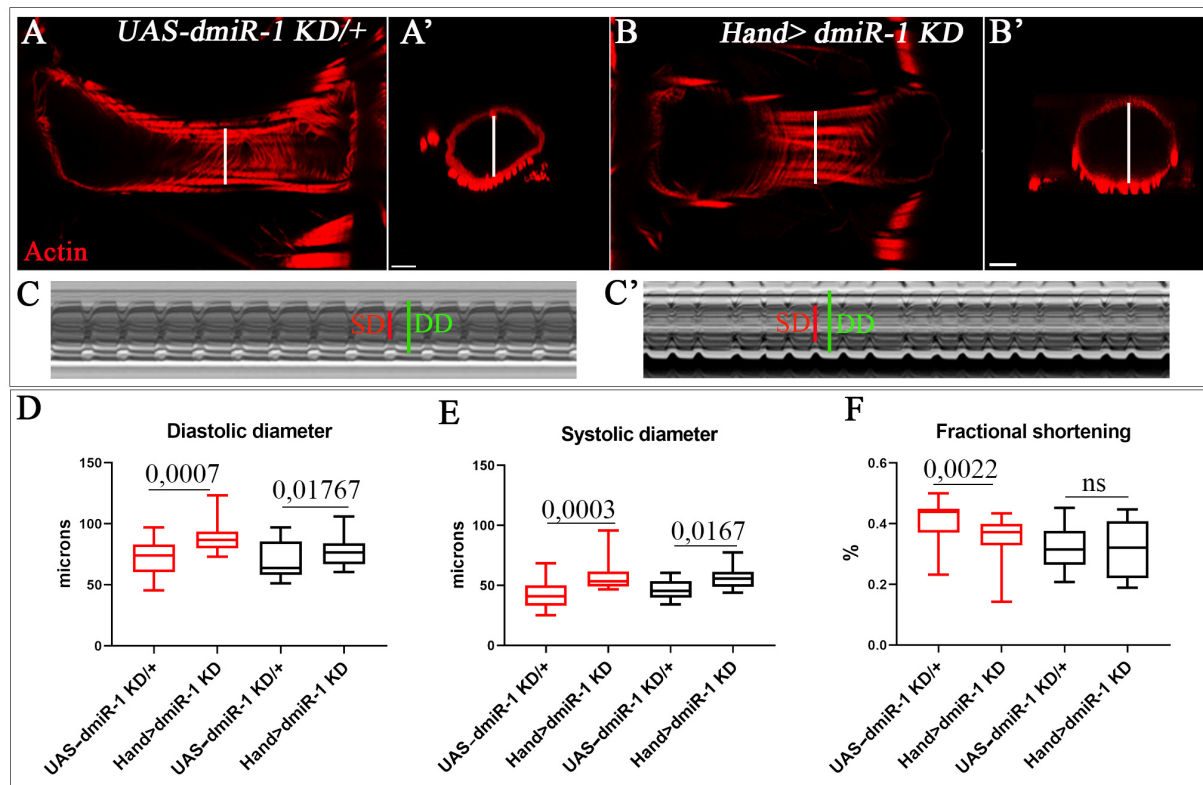 A UAS-dmiR-1 KD/+ A’ B Hand> dmiR-1 KD B’
Actin
C SD DD C’ SD DD
D E F
Diastolic diameter
150
100
50
0
microns
0,0007
0,01767
UAS-dmiR-1 KD/+
Hand>dmiR-1 KD
UAS-dmiR-1 KD/+
Hand>dmiR-1 KD
Systolic diameter
150
100
50
0
microns
0,0003
0,0167
UAS-dmiR-1 KD/+
Hand>dmiR-1 KD
UAS-dmiR-1 KD/+
Hand>dmiR-1 KD
Fractional shortening
0.6
0.4
0.2
0.0
%
0,0022
ns
UAS-dmiR-1 KD/+
Hand>dmiR-1 KD
UAS-dmiR-1 KD/+
Hand>dmiR-1 KD